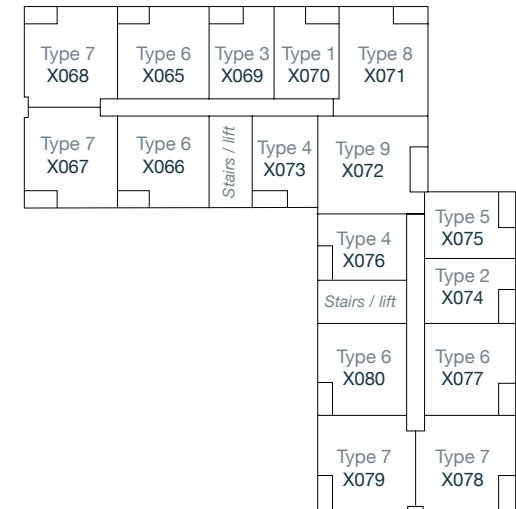 Type 7
X068
Type 6
X065
Type 3
X069
Type 1
X070
Type 8
X071
Type 7
X067
Type 6
X066
Stairs / lift
Type 4
X073
Type 9
X072
Type 5
X075
Type 4
X076
Type 2
X074
Stairs / lift
Type 6
X080
Type 6
X077
Type 7
X079
Type 7
X078